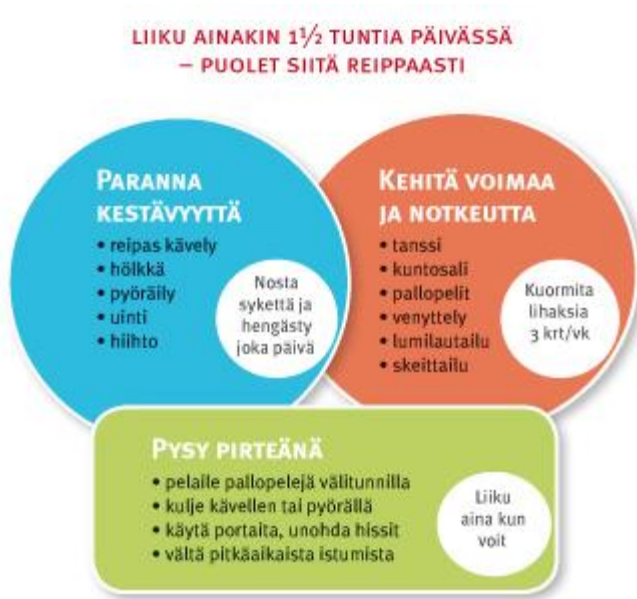 LIIKU AINAKIN 1½ TUNTIA PÄIVÄSSÄ
– PUOLET SIITÄ REIPPAASTI
PARANNA
KESTÄVYYTTÄ
• reipas kävely
• hölkkä
• pyöräily
• uinti
• hiihto
Nosta
sykettä ja
hengästy
joka päivä
KEHITÄ VOIMAA
JA NOTKEUTTA
• tanssi
• kuntosali
• pallopelit
• venyttely
• lumilautailu
• skeittailu
Kuormita
lihaksia
3 krt/vk
PYSY PIRTEÄNÄ
• pelaile pallopelejä välitunnilla
• kulje kävellen tai pyörällä
• käytä portaita, unohda hissit
• vältä pitkäaikaista istumista
Liiku
aina kun
voit